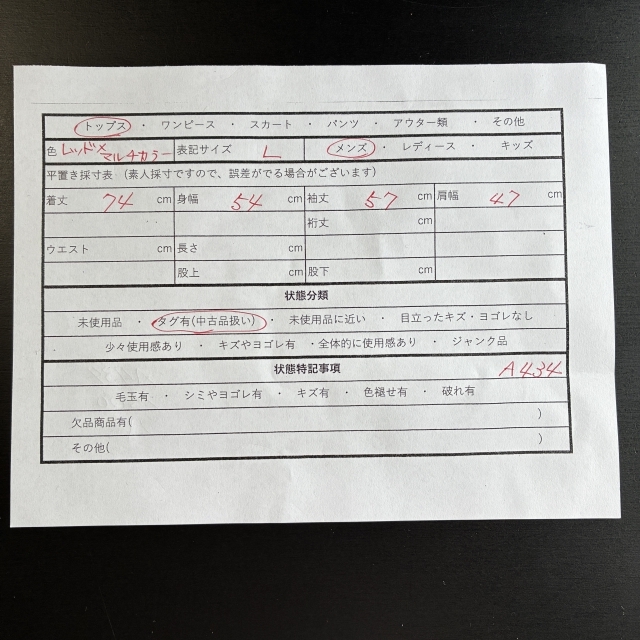 トップス ・ ワンピース ・ スカート ・ パンツ ・ アウター類 ・ その他
色 レッド×マルチカラー 表記サイズ L メンズ ・ レディース ・ キッズ
平置き採寸表 （素人採寸ですので、誤差がでる場合がございます）
着丈 74 cm 身幅 54 cm 袖丈 57 cm 肩幅 47 cm
裄丈 cm
ウエスト cm 長さ cm
股上 cm 股下 cm
状態分類
未使用品 ・ タグ有(中古品扱い) ・ 未使用品に近い ・ 目立ったキズ・ヨゴレなし
少々使用感あり ・ キズやヨゴレ有 ・全体的に使用感あり ・ ジャンク品
状態特記事項 A434
毛玉有 ・ シミやヨゴレ有 ・ キズ有 ・ 色褪せ有 ・ 破れ有
欠品商品有( )
その他( )